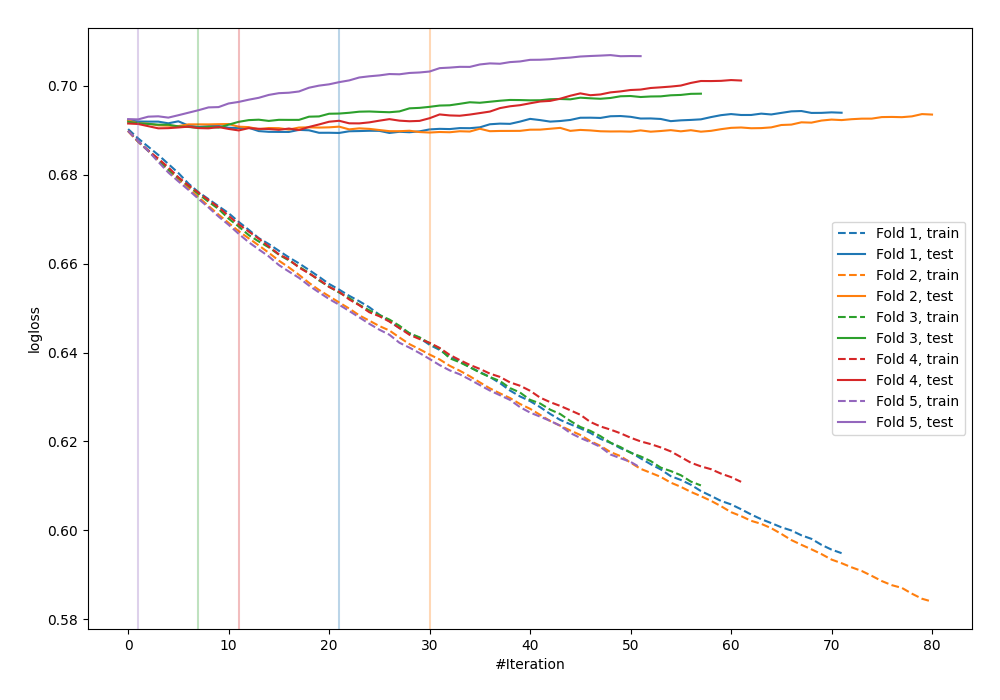 0.70
0.68
0.66
0.64
0.62
0.60
0.58
logloss
0
10
20
30
40
50
60
70
80
#Iteration
Fold 1, train
Fold 1, test
Fold 2, train
Fold 2, test
Fold 3, train
Fold 3, test
Fold 4, train
Fold 4, test
Fold 5, train
Fold 5, test